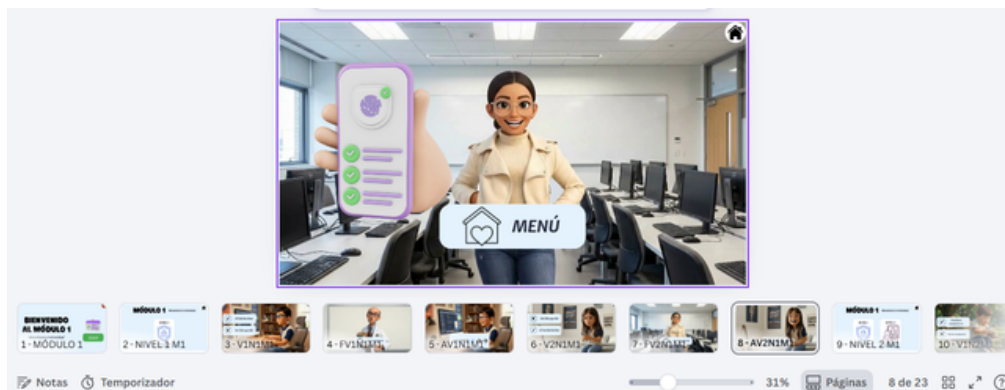 MENÚ
BIENVENIDO
AL MÓDULO 1
1 - MÓDULO 1
MÓDULO 1
2 - NIVEL 1 M1
3 - V1N1M1
4 - FV1N1M1
5 - AV1N1M1
6 - V2N1M1
7 - FV2N1M1
8 - AV2N1M1
MÓDULO 1
9 - NIVEL 2 M1
10 - V1N2M1
Notas
Temporizador
31%
Páginas
8 de 23